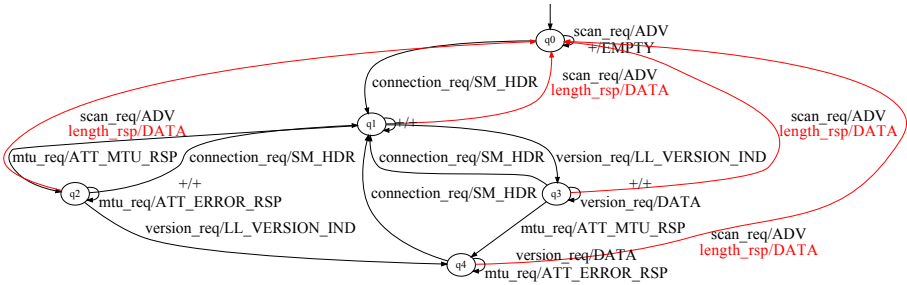 q0
scan_req/ADV
+/EMPTY
connection_req/SM_HDR
scan_req/ADV
length_rsp/DATA
scan_req/ADV
length_rsp/DATA
q1
+/+
scan_req/ADV
length_rsp/DATA
mtu_req/ATT_MTU_RSP
connection_req/SM_HDR
connection_req/SM_HDR
version_req/LL_VERSION_IND
q2
+/+
mtu_req/ATT_ERROR_RSP
connection_req/SM_HDR
q3
+/+
version_req/DATA
version_req/LL_VERSION_IND
mtu_req/ATT_MTU_RSP
scan_req/ADV
length_rsp/DATA
q4
version_req/DATA
mtu_req/ATT_ERROR_RSP